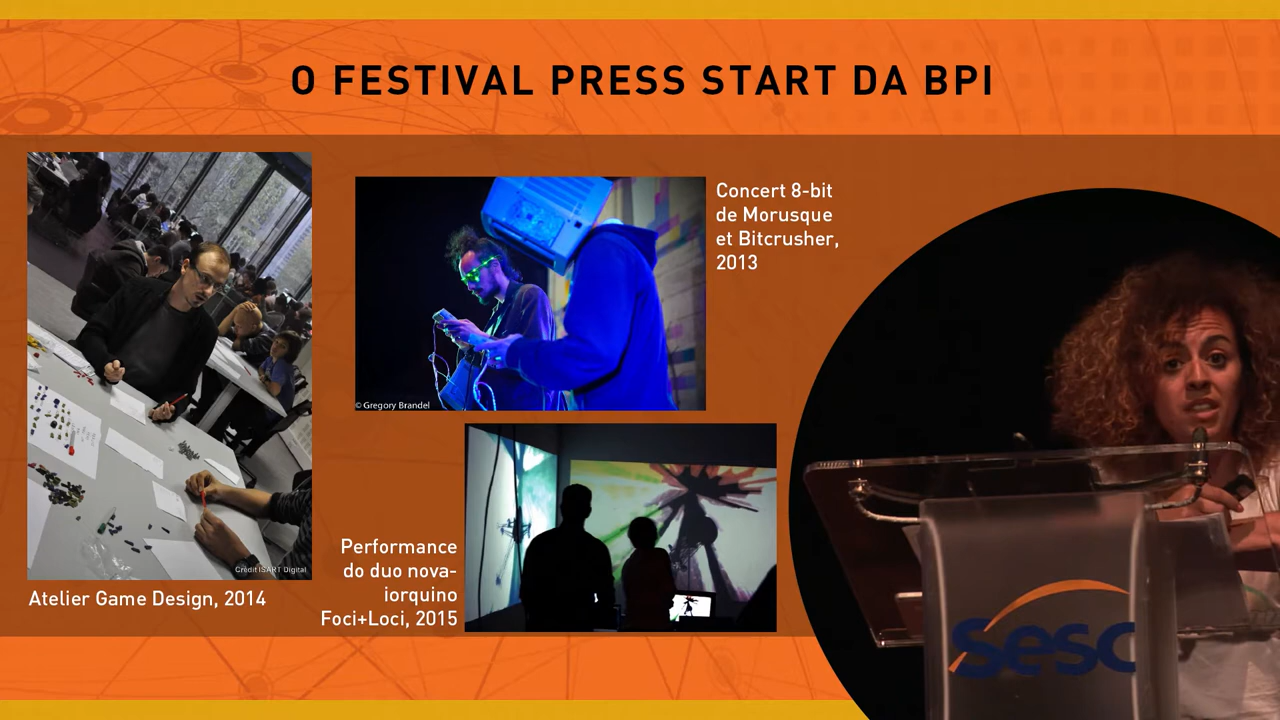 O FESTIVAL PRESS START DA BPI
Concert 8-bit
de Morusque
et Bitcrusher,
2013
© Gregory Brandel
Performance
do duo nova-
iorquino
Foci+Loci, 2015
Crédit ISART Digital
Atelier Game Design, 2014
sesc